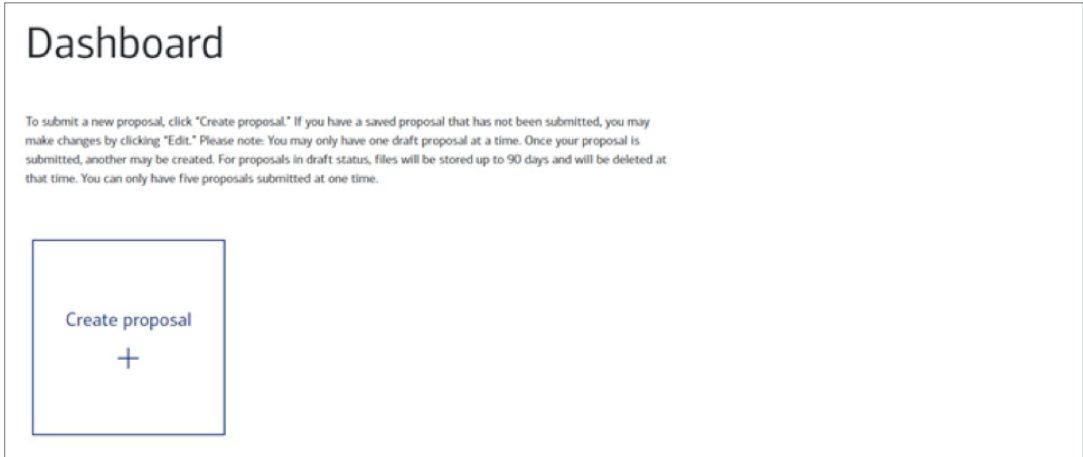 Dashboard
To submit a new proposal, click "Create proposal." If you have a saved proposal that has not been submitted, you may
make changes by clicking "Edit." Please note: You may only have one draft proposal at a time. Once your proposal is
submitted, another may be created. For proposals in draft status, files will be stored up to 90 days and will be deleted at
that time. You can only have five proposals submitted at one time.
Create proposal
+